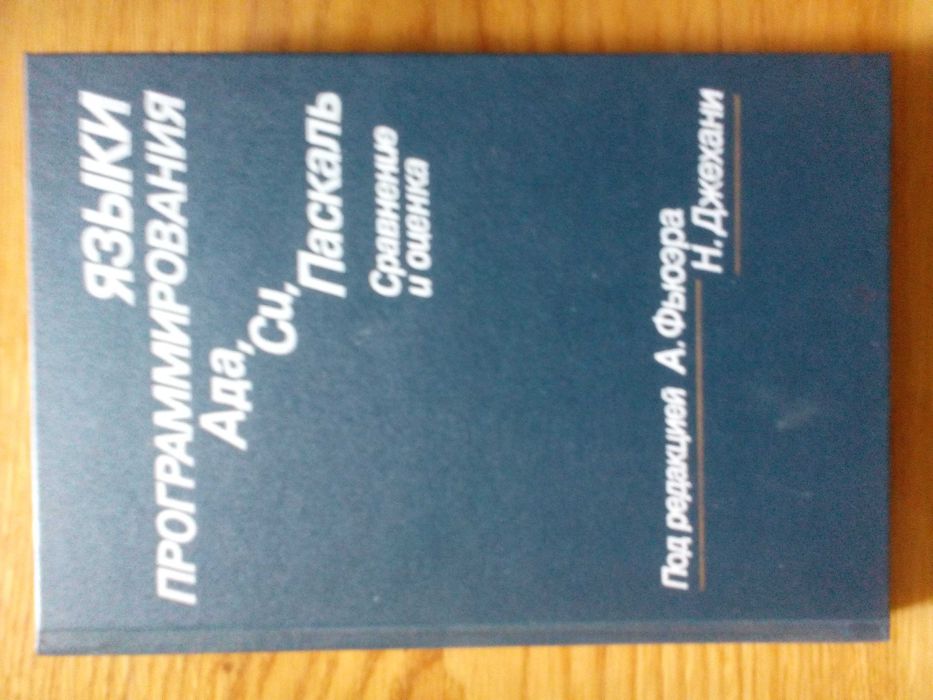 ЯЗЫКИ
ПРОГРАММИРОВАНИЯ
Ада,
Си,
Паскаль
Сравнение
и оценка
Под редакцией А. Фьюэра
Н. Джехани